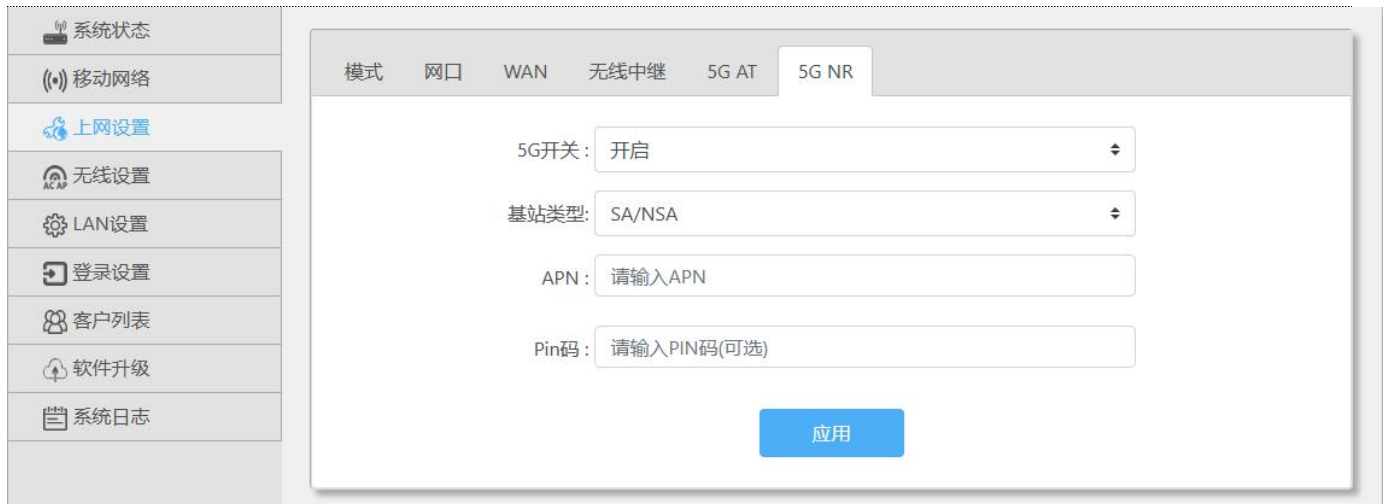 系统状态
移动网络
上网设置
AC AP 无线设置
LAN设置
登录设置
客户列表
软件升级
系统日志
模式 网口 WAN 无线中继 5G AT 5G NR
5G开关 : 开启
基站类型: SA/NSA
APN : 请输入APN
Pin码 : 请输入PIN码(可选)
应用